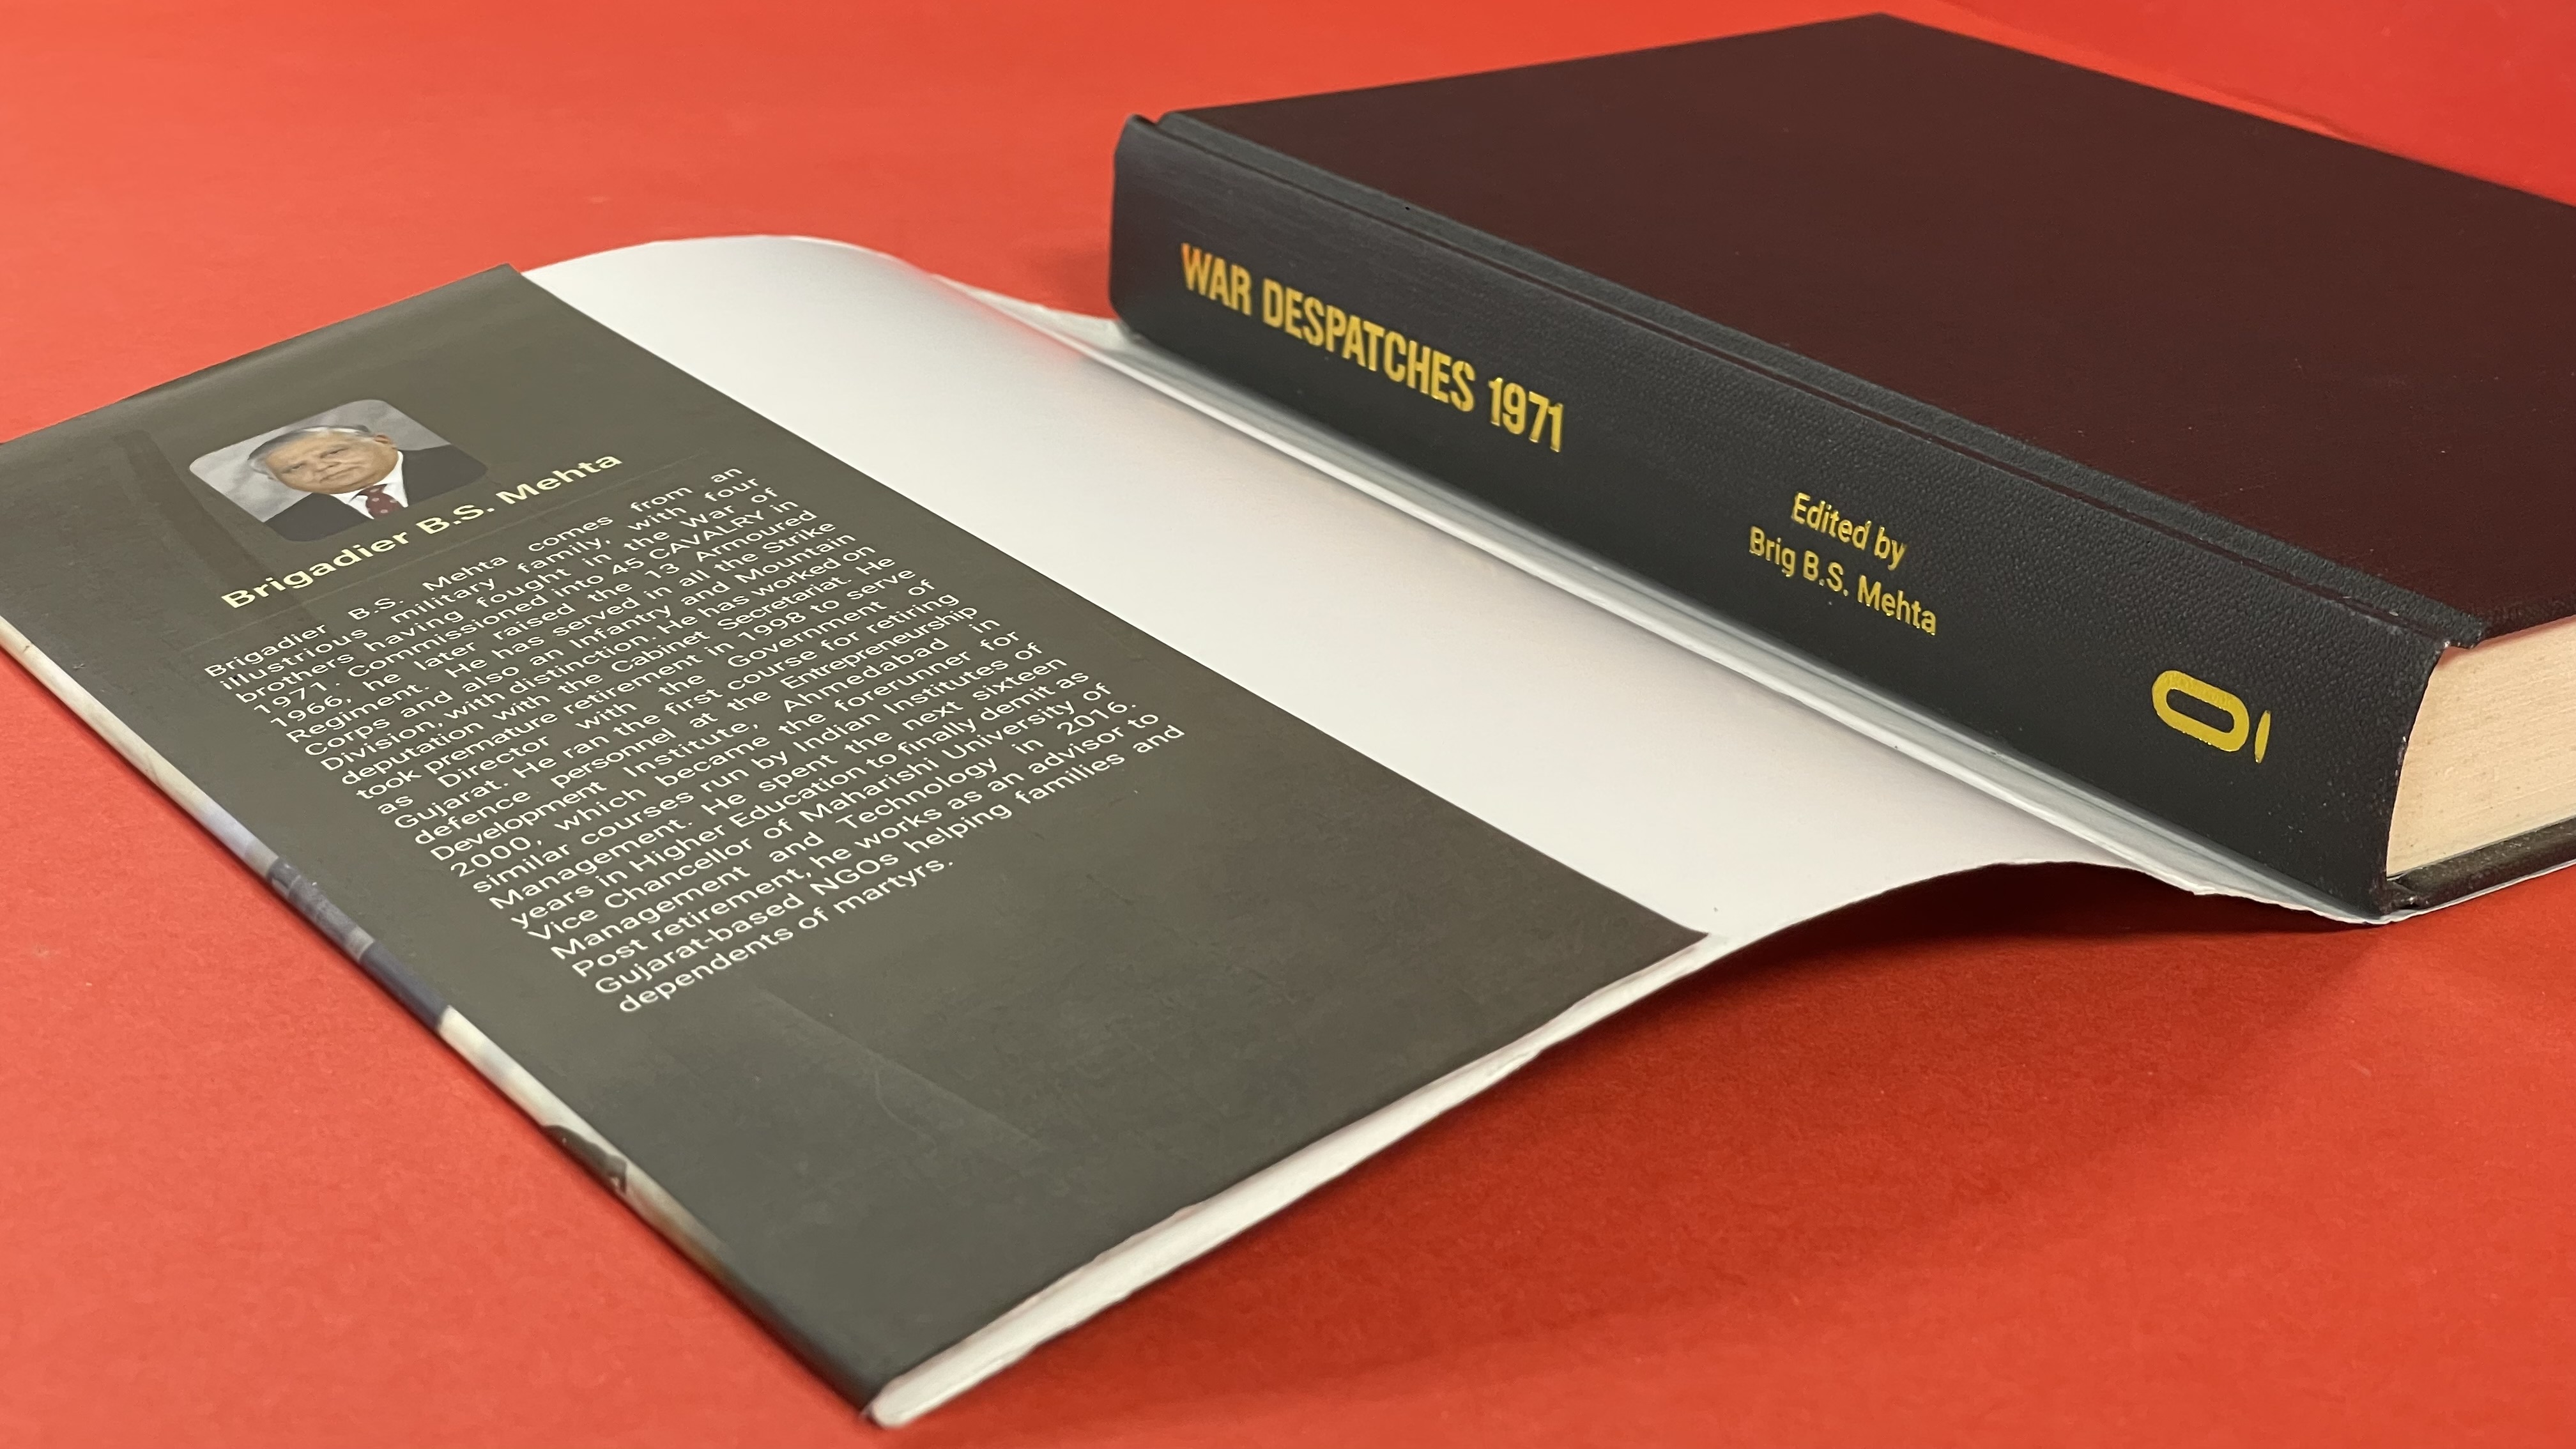 Brigadier B.S. Mehta
Brigadier B.S. Mehta comes from an
illustrious military family, with four
brothers having fought in the War of
1971. Commissioned into 45 CAVALRY in
1966, he later raised the 13 Armoured
Regiment. He has served in all the Strike
Corps and also an Infantry and Mountain
Division, with distinction. He has worked on
deputation with the Cabinet Secretariat. He
took premature retirement in 1998 to serve
as Director with the Government of
Gujarat. He ran the first course for retiring
defence personnel at the Entrepreneurship
Development Institute, Ahmedabad in
2000, which became the forerunner for
similar courses run by Indian Institutes of
Management. He spent the next sixteen
years in Higher Education to finally demit as
Vice Chancellor of Maharishi University of
Management and Technology in 2016.
Post retirement, he works as an advisor to
Gujarat-based NGOs helping families and
dependents of martyrs.
WAR DESPATCHES 1971
Edited by
Brig B.S. Mehta